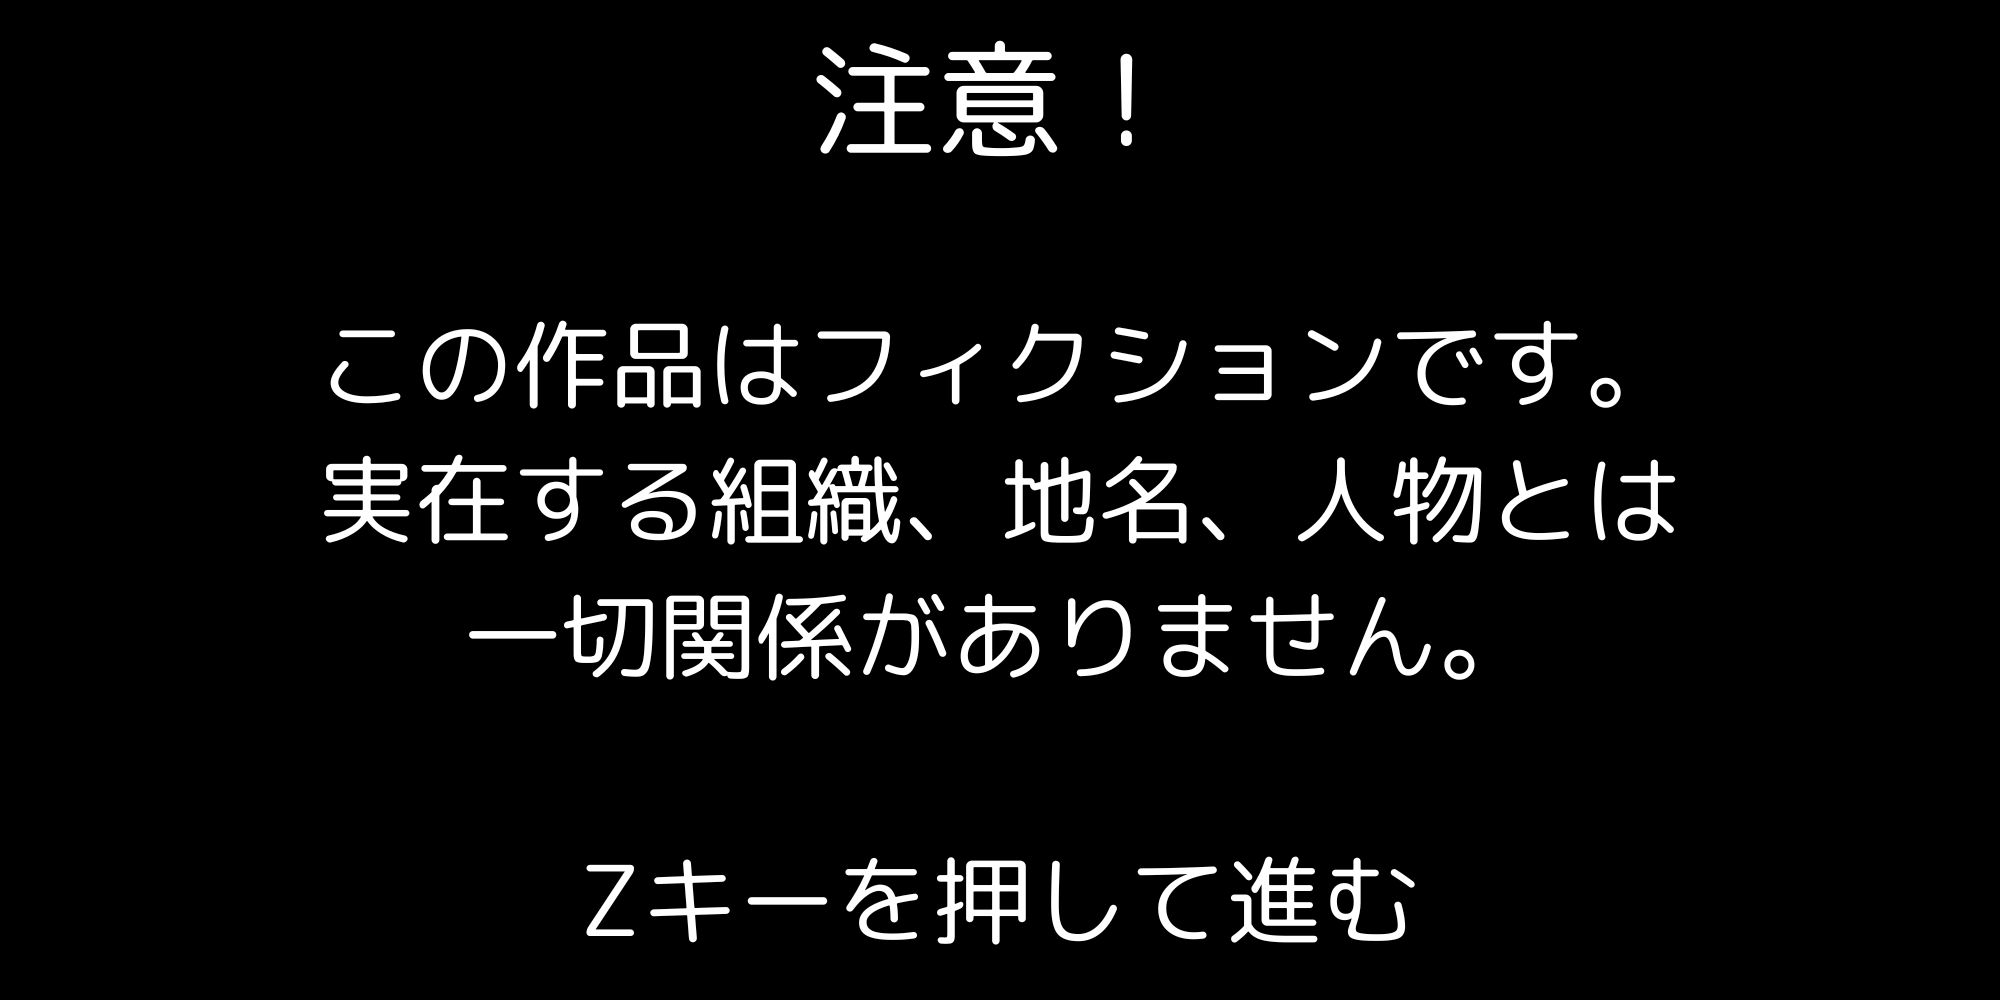 注意！
この作品はフィクションです。
実在する組織、地名、人物とは
一切関係がありません。
Zキーを押して進む